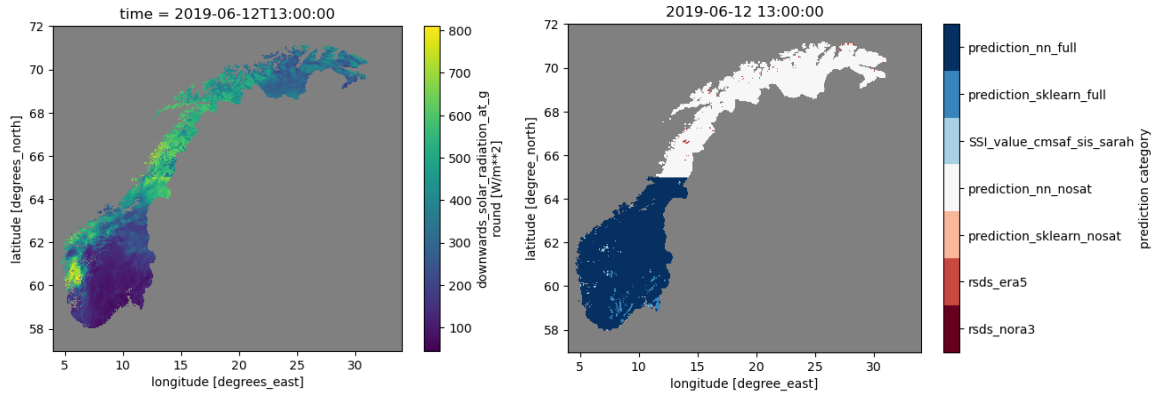 time = 2019-06-12T13:00:00
72
70
68
66
64
62
60
58
latitude [degrees_north]
5
10
15
20
25
30
longitude [degrees_east]
800
700
600
500
400
300
200
100
downwards_solar_radiation_at_g
round [W/m**2]
2019-06-12 13:00:00
72
70
68
66
64
62
60
58
latitude [degree_north]
5
10
15
20
25
30
longitude [degree_east]
prediction_nn_full
prediction_sklearn_full
SSI_value_cmsaf_sis_sarah
prediction_nn_nosat
prediction_sklearn_nosat
rsds_era5
rsds_nora3
prediction category